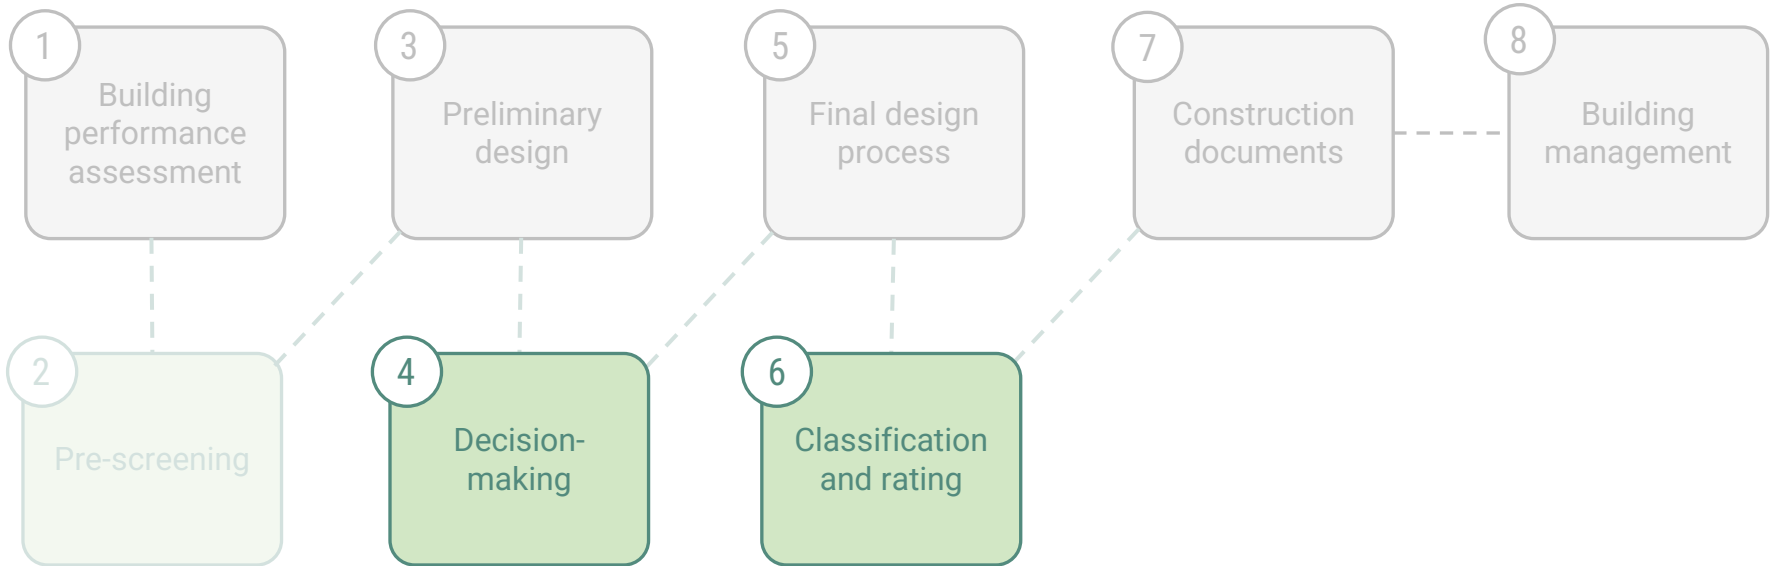 1
Building
performance
assessment
3
Preliminary
design
5
Final design
process
7
Construction
documents
8
Building
management
2
Pre-screening
4
Decision-
making
6
Classification
and rating